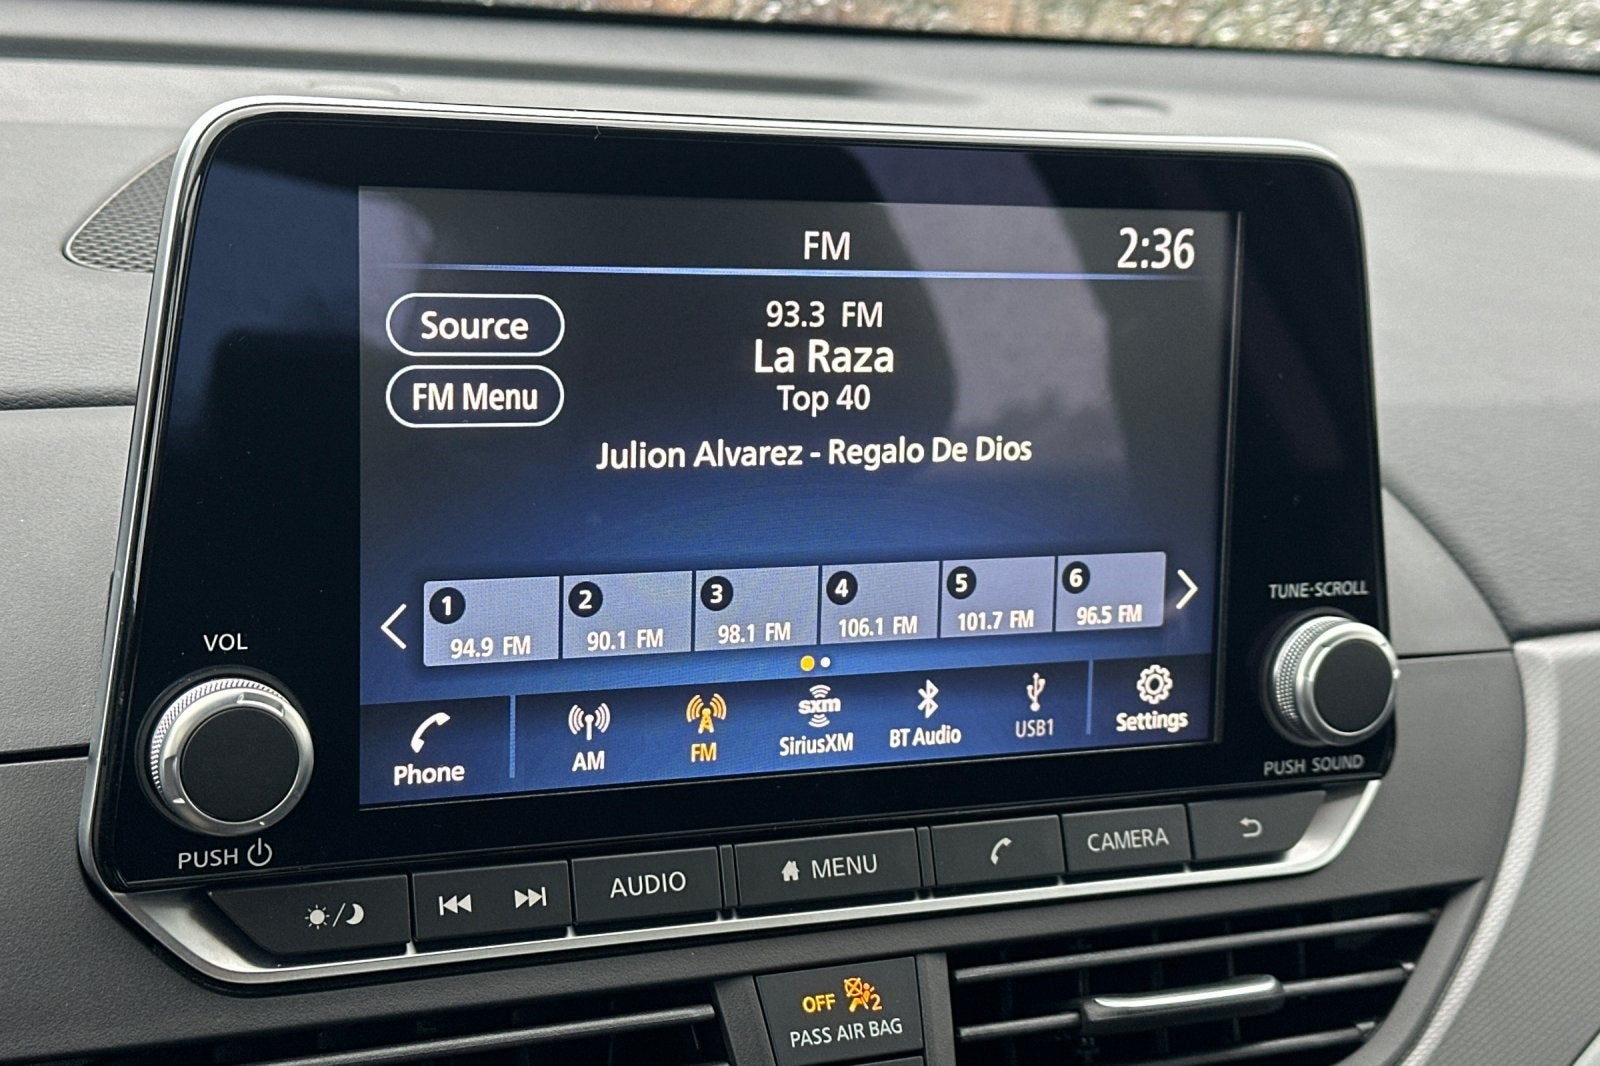 FM
2:36
Source
93.3 FM
La Raza
FM Menu
Top 40
Julion Alvarez - Regalo De Dios
1
2
3
4
5
6
94.9 FM
90.1 FM
98.1 FM
106.1 FM
101.7 FM
96.5 FM
Phone
AM
FM
sxm
SiriusXM
BT Audio
USB1
Settings
VOL
PUSH
TUNE·SCROLL
PUSH SOUND
AUDIO
MENU
CAMERA
OFF
2
PASS AIR BAG